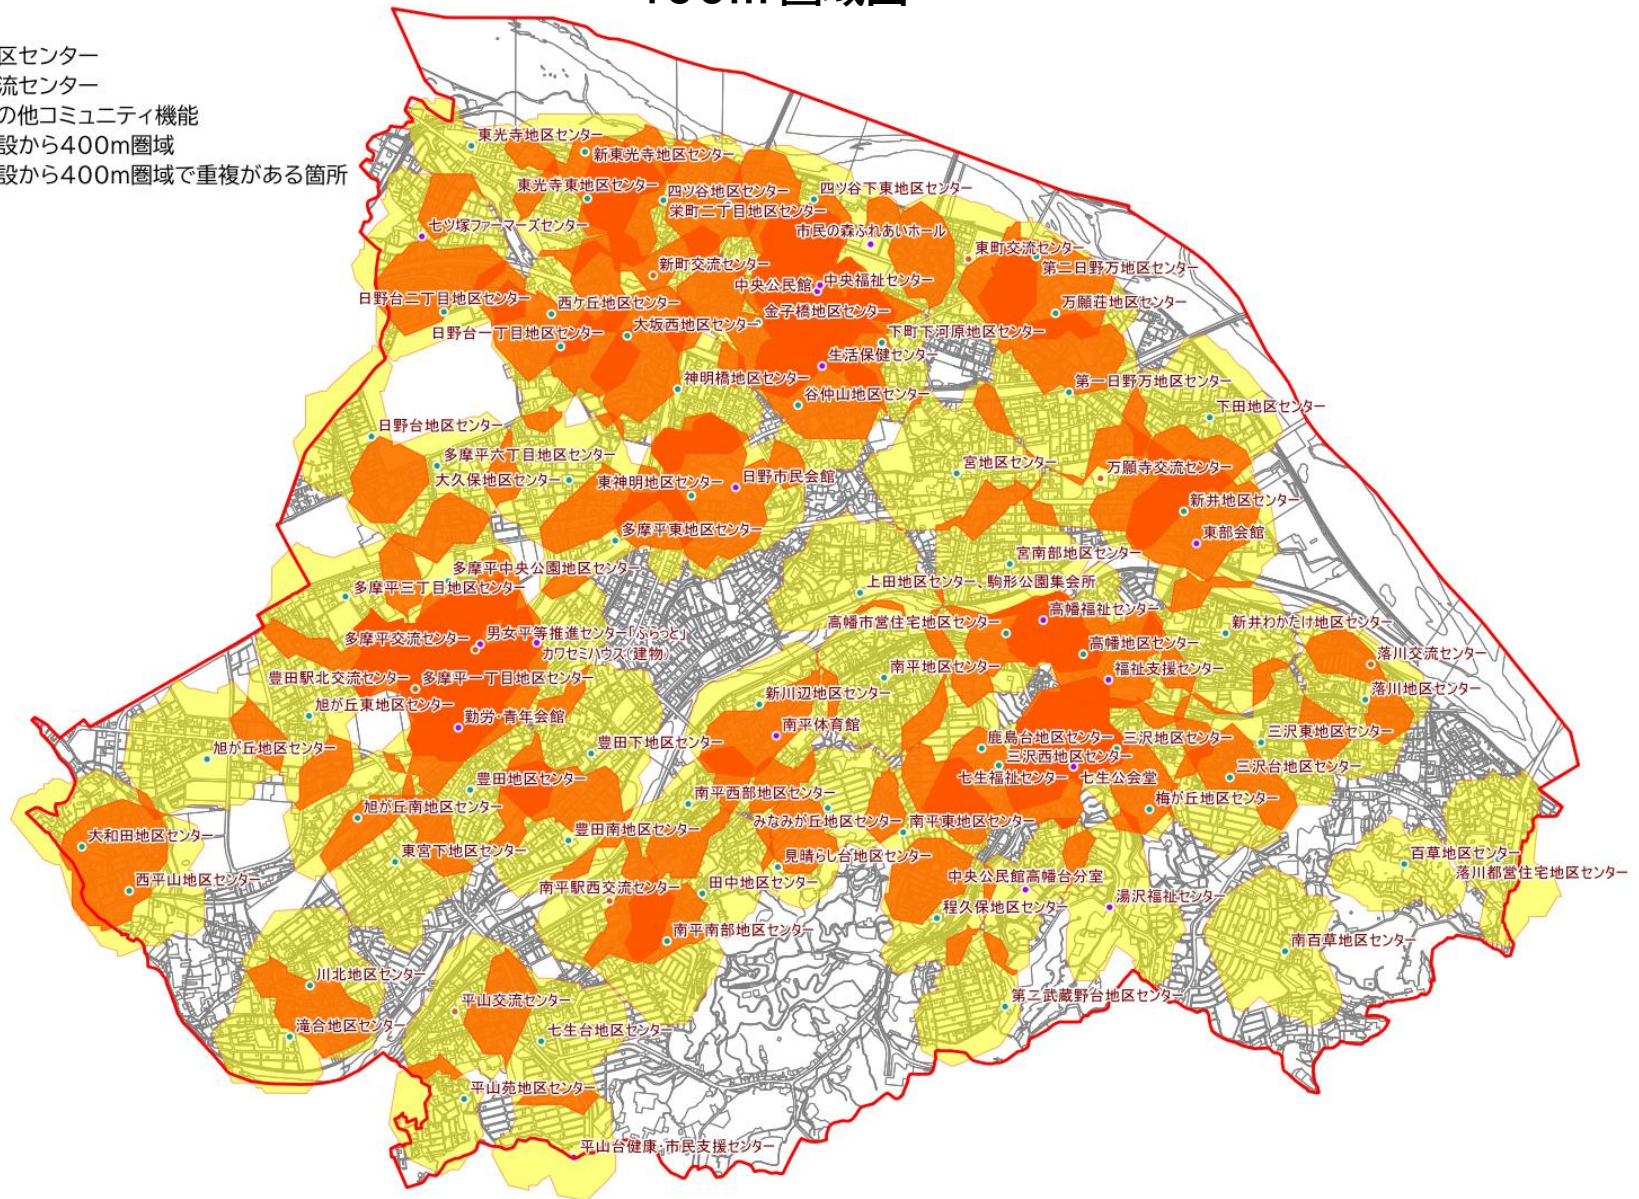 区センター
流センター
の他コミュニティ機能
設から400m圏域
設から400m圏域で重複がある箇所
東光寺地区センター
新東光寺地区センター
東光寺東地区センター
四ツ谷地区センター
四ツ谷下東地区センター
栄町二丁目地区センター
七ツ塚ファーマーズセンター
市民の森ふれあいホール
東町交流センター
新町交流センター
第二日野万地区センター
中央公民館
中央福祉センター
日野台二丁目地区センター
西ケ丘地区センター
金子橋地区センター
万願荘地区センター
日野台一丁目地区センター
大坂西地区センター
下町下河原地区センター
生活保健センター
神明橋地区センター
第一日野万地区センター
谷仲山地区センター
下田地区センター
日野台地区センター
多摩平六丁目地区センター
宮地区センター
万願寺交流センター
大久保地区センター
東神明地区センター
日野市民会館
新井地区センター
多摩平東地区センター
東部会館
宮南部地区センター
多摩平中央公園地区センター
多摩平三丁目地区センター
上田地区センター、駒形公園集会所
高幡福祉センター
高幡市営住宅地区センター
新井わかたけ地区センター
多摩平交流センター
男女平等推進センター「ふらっと」
カワセミハウス(建物)
高幡地区センター
落川交流センター
南平地区センター
福祉支援センター
豊田駅北交流センター
多摩平一丁目地区センター
新川辺地区センター
落川地区センター
旭が丘東地区センター
勤労・青年会館
南平体育館
鹿島台地区センター
三沢地区センター
三沢東地区センター
旭が丘地区センター
豊田下地区センター
三沢西地区センター
三沢台地区センター
豊田地区センター
七生福祉センター
七生公会堂
南平西部地区センター
梅が丘地区センター
旭が丘南地区センター
みなみが丘地区センター
南平東地区センター
大和田地区センター
豊田南地区センター
東宮下地区センター
見晴らし台地区センター
百草地区センター
西平山地区センター
南平駅西交流センター
田中地区センター
中央公民館高幡台分室
落川都営住宅地区センター
湯沢福祉センター
程久保地区センター
南平南部地区センター
南百草地区センター
川北地区センター
平山交流センター
第二武蔵野台地区センター
滝合地区センター
七生台地区センター
平山苑地区センター
平山台健康・市民支援センター